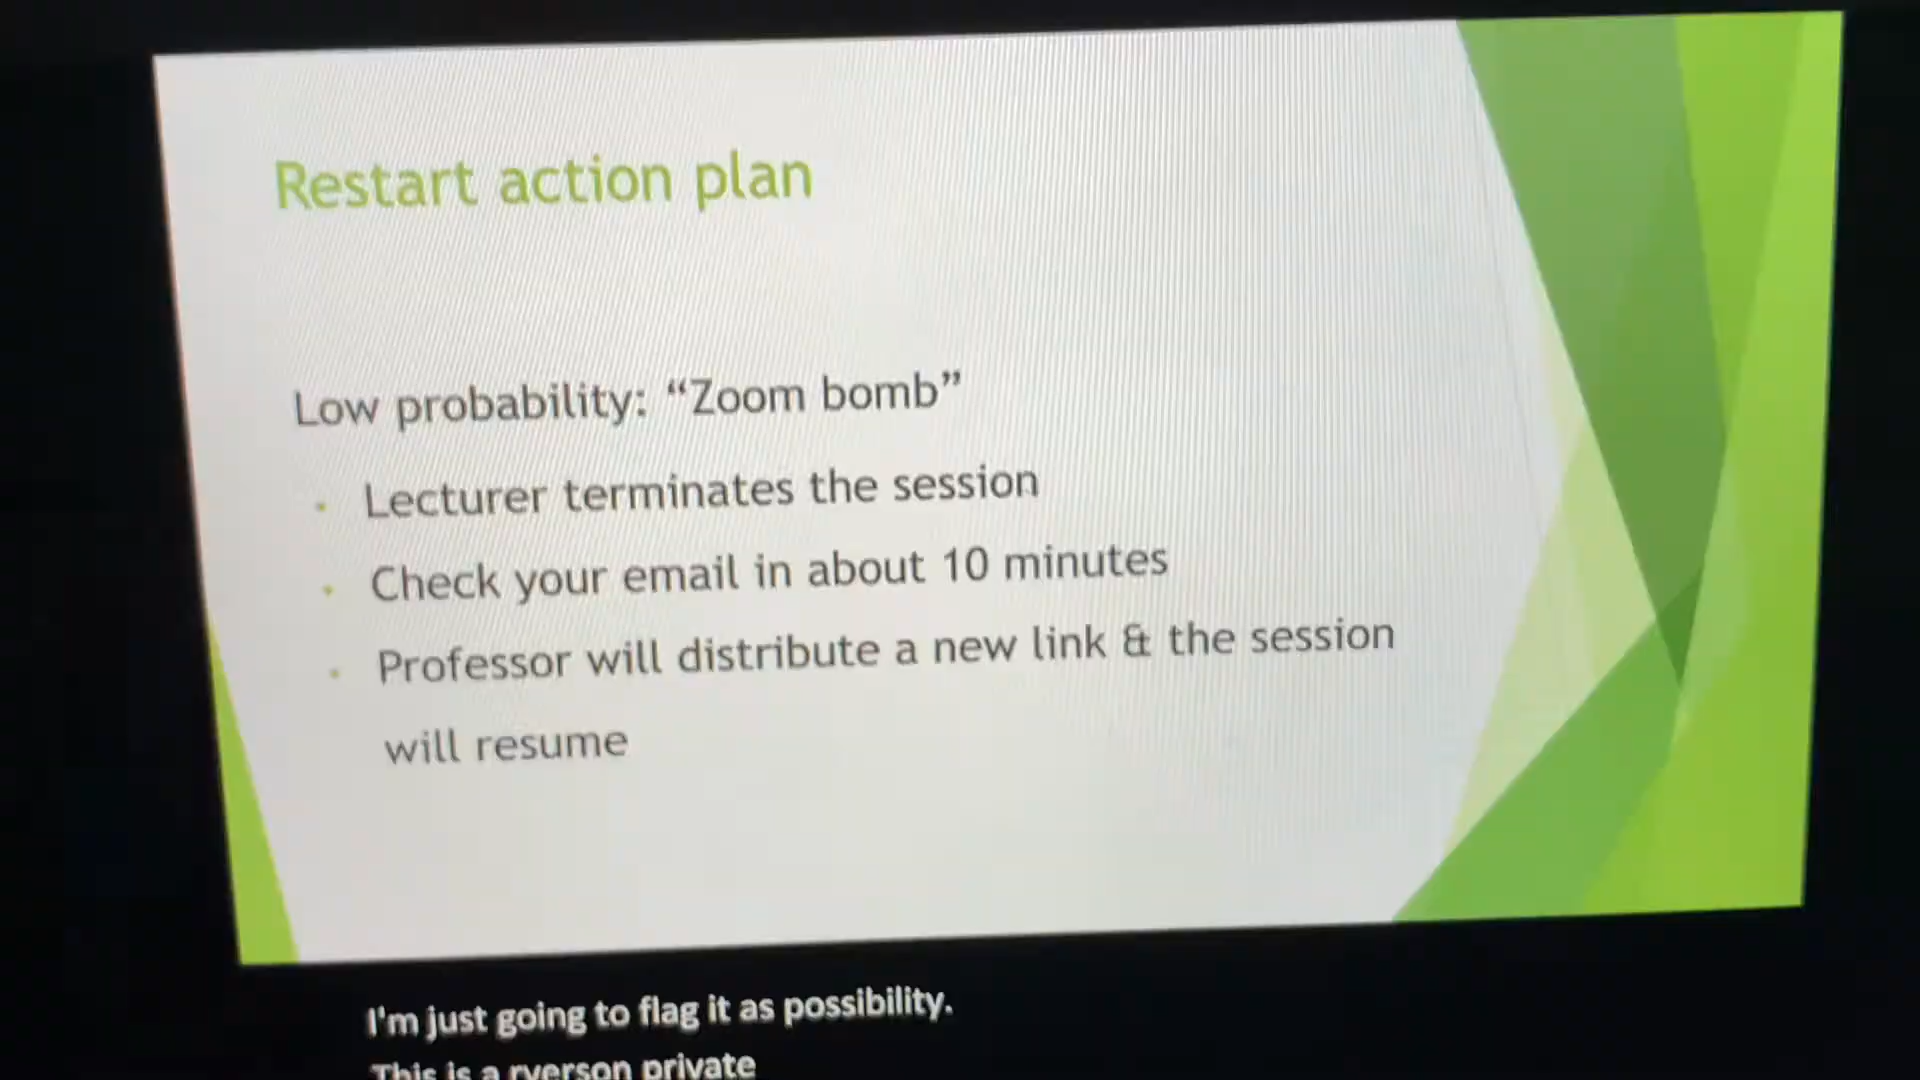 Restart action plan
Low probability: “Zoom bomb”
• Lecturer terminates the session
• Check your email in about 10 minutes
• Professor will distribute a new link & the session
will resume
I'm just going to flag it as possibility.
This is a ryerson private